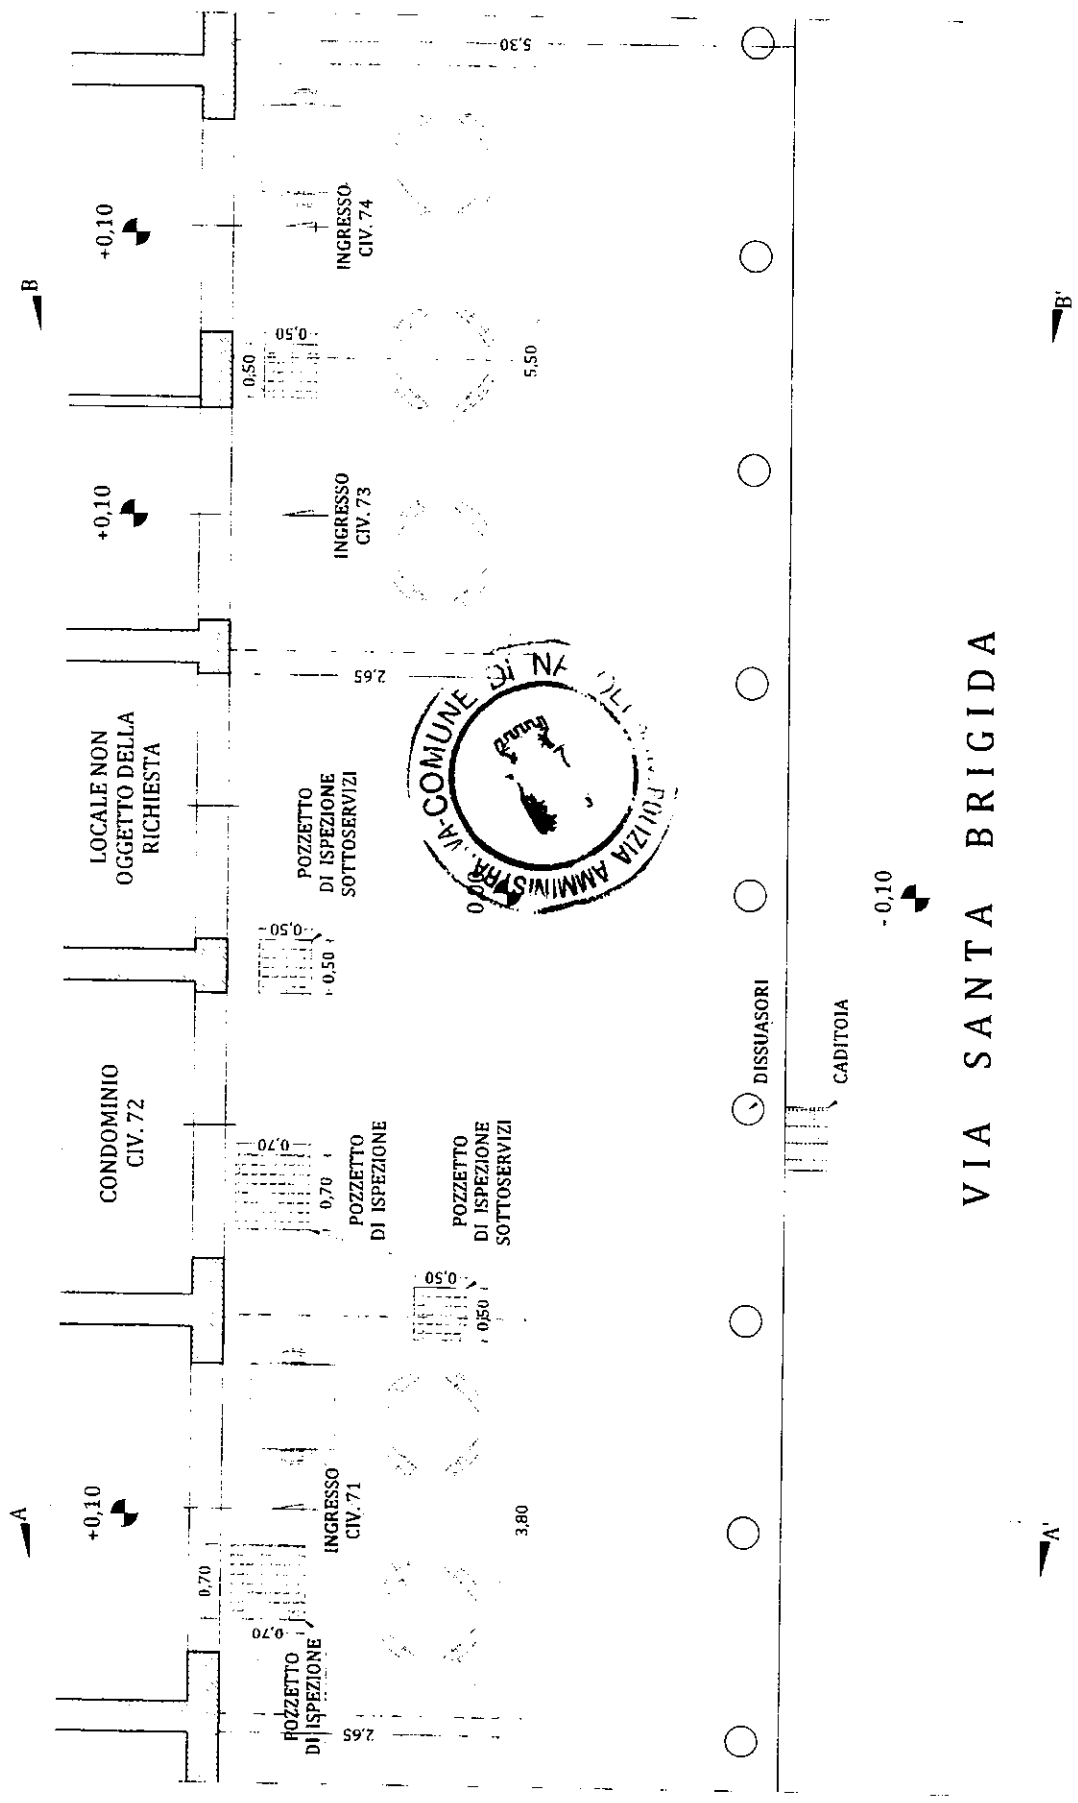 A
B
+0,10
+0,10
+0,10
CONDOMINIO
CIV. 72
LOCALE NON
OGGETTO DELLA
RICHIESTA
0,70
0,70
POZZETTO
DI ISPEZIONE
2,65
INGRESSO
CIV. 71
3,80
0,70
0,70
POZZETTO
DI ISPEZIONE
0,50
0,50
POZZETTO
DI ISPEZIONE
SOTTOSERVIZI
0,50
0,50
POZZETTO
DI ISPEZIONE
SOTTOSERVIZI
2,65
INGRESSO
CIV. 73
0,50
0,50
5,50
INGRESSO
CIV. 74
5,30
COMUNE DI
POLIZIA AMMINISTRA
DISSUASORI
CADITOIA
-0,10
VIA SANTA BRIGIDA
A'
B'